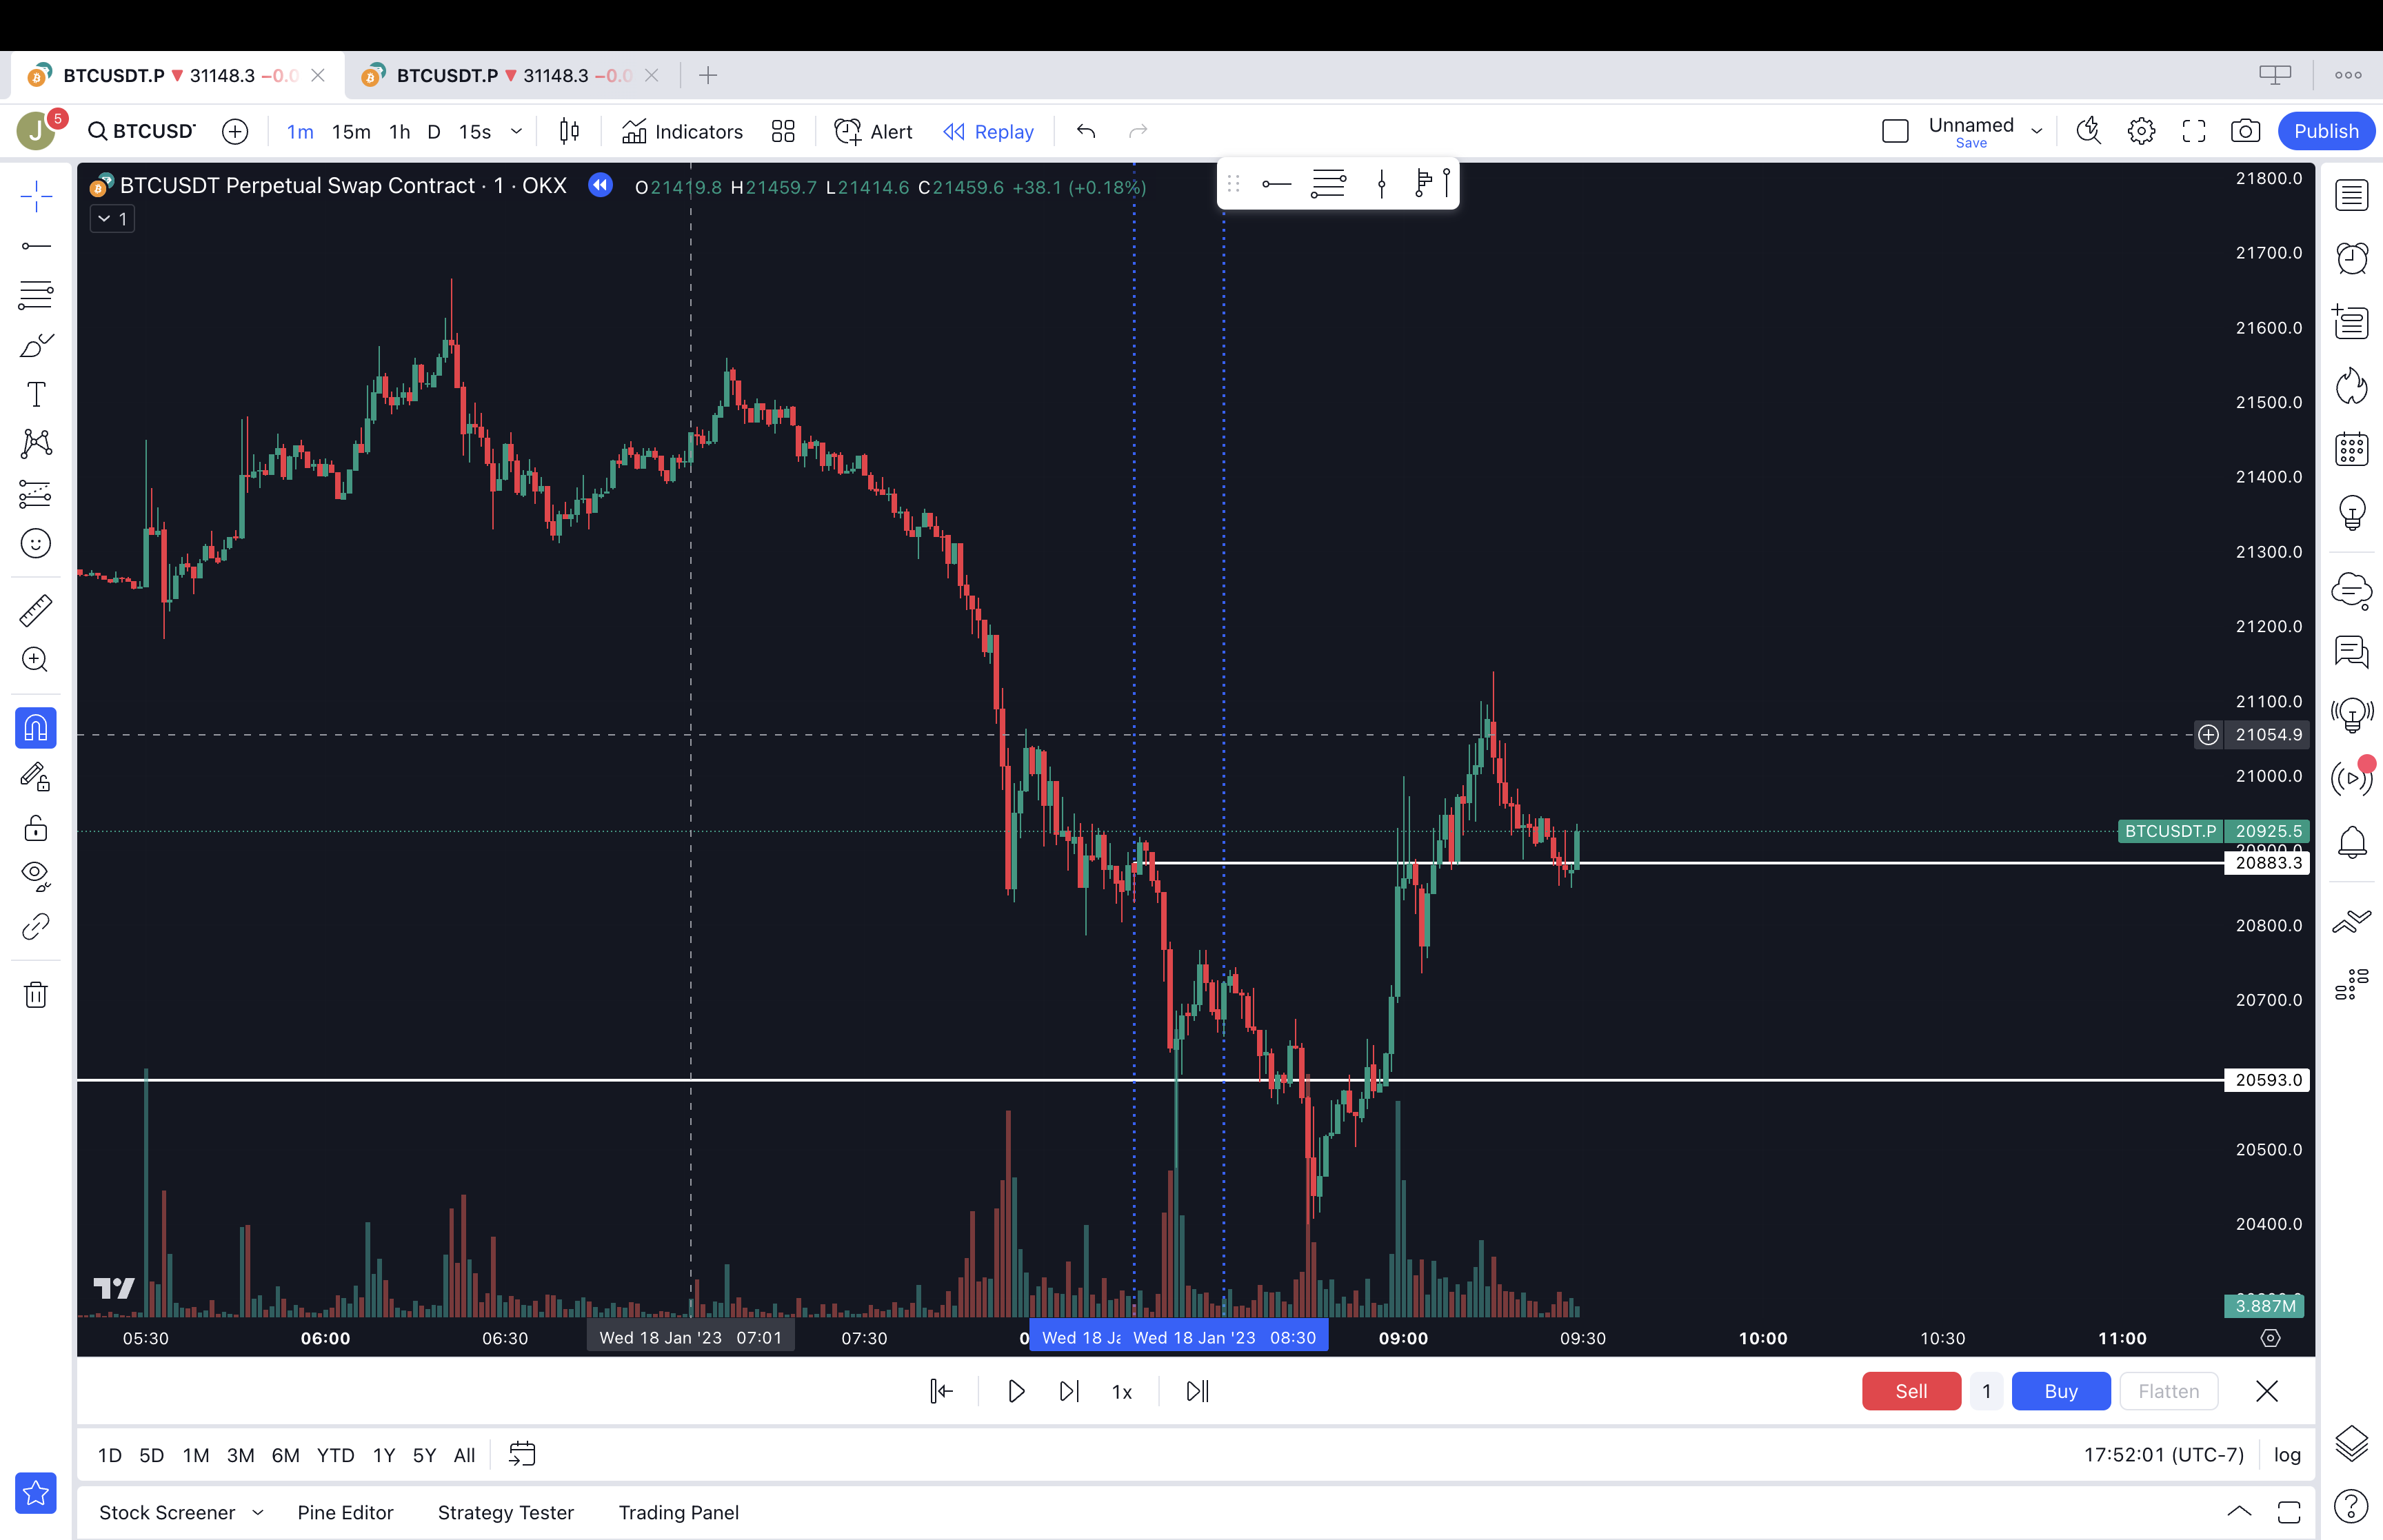 BTCUSDT.P 31148.3 −0.0 BTCUSDT.P 31148.3 −0.0
J 5 BTCUSD 1m 15m 1h D 15s Indicators Alert Replay Unnamed Save Publish
BTCUSDT Perpetual Swap Contract · 1 · OKX O21419.8 H21459.7 L21414.6 C21459.6 +38.1 (+0.18%)
1
21800.0
21700.0
21600.0
21500.0
21400.0
21300.0
21200.0
21100.0
21054.9
21000.0
BTCUSDT.P 20925.5
20900.0
20883.3
20800.0
20700.0
20593.0
20500.0
20400.0
3.887M
05:30 06:00 06:30 Wed 18 Jan '23 07:01 07:30 Wed 18 Wed 18 Jan '23 08:30 09:00 09:30 10:00 10:30 11:00
1x Sell 1 Buy Flatten
1D 5D 1M 3M 6M YTD 1Y 5Y All 17:52:01 (UTC-7) log
Stock Screener Pine Editor Strategy Tester Trading Panel